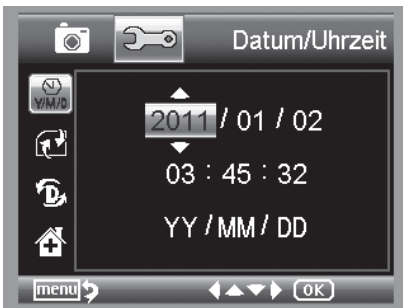 Datum/Uhrzeit
Y/M/D
2011 / 01 / 02
03 : 45 : 32
YY / MM / DD
menu OK